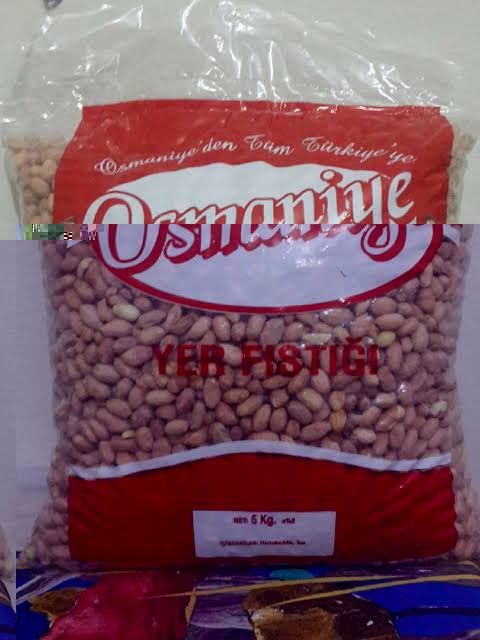 Osmaniye'den Tüm Türkiye'ye
Osmaniye
YER FISTIĞI
NET 5 Kg.